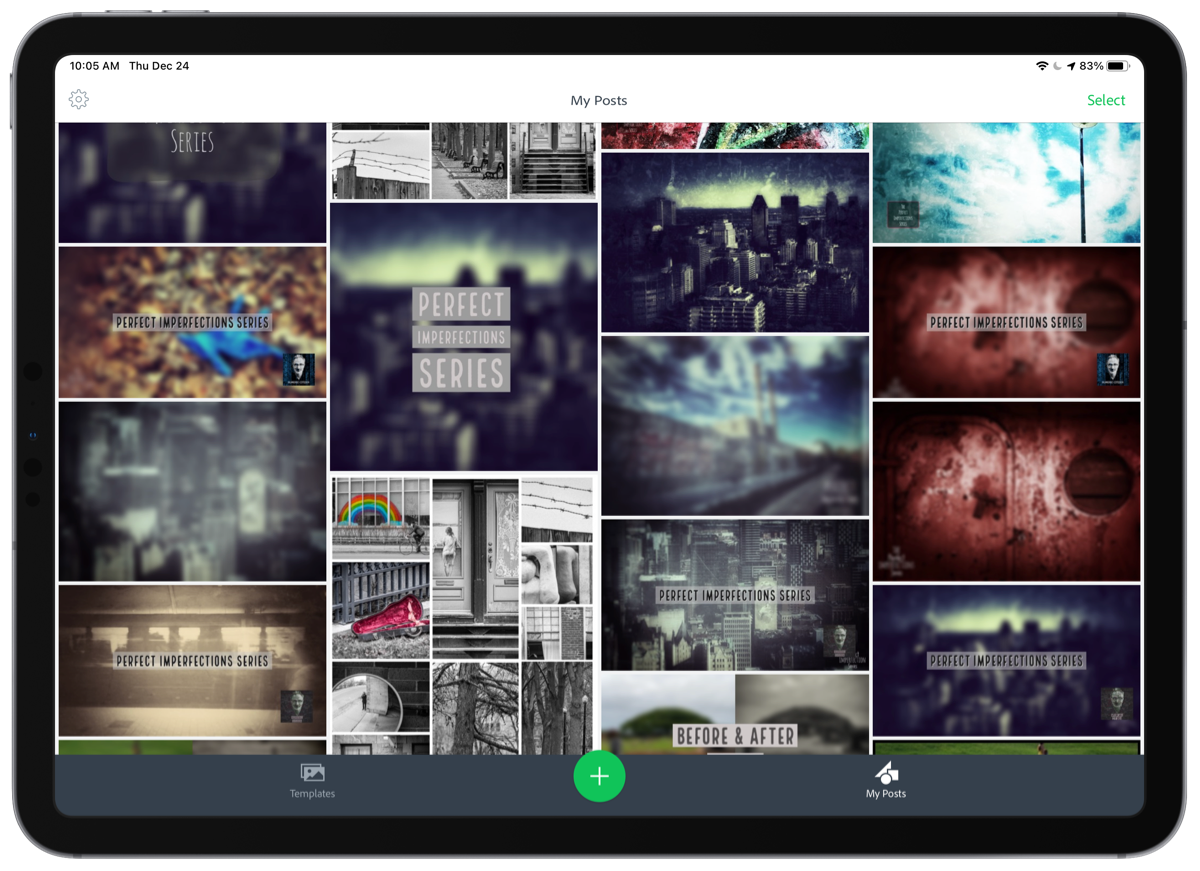 10:05 AM Thu Dec 24
83%
My Posts
Select
SERIES
PERFECT IMPERFECTIONS SERIES
PERFECT IMPERFECTIONS SERIES
PERFECT
IMPERFECTIONS
SERIES
PERFECT IMPERFECTIONS SERIES
BEFORE & AFTER
PERFECT IMPERFECTIONS SERIES
PERFECT IMPERFECTIONS SERIES
Templates
My Posts